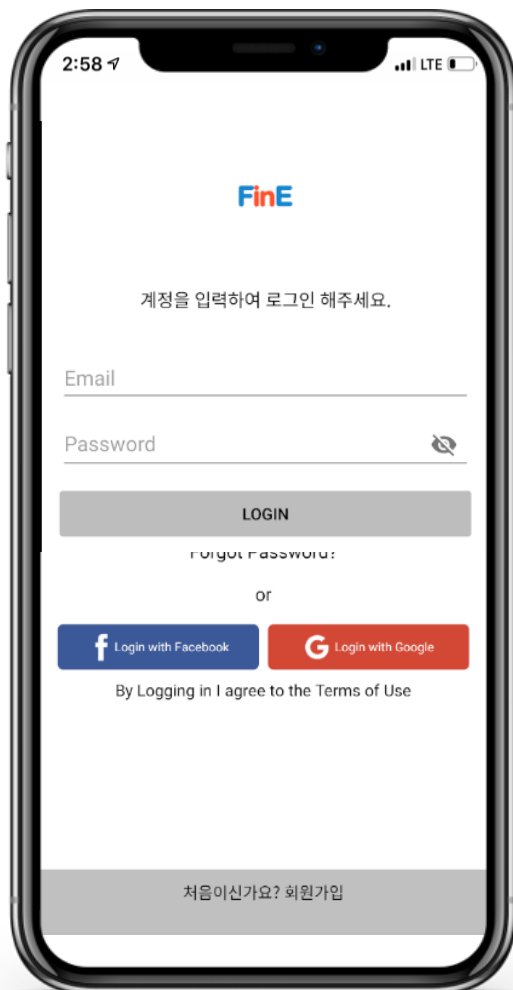 2:58
LTE
FinE
계정을 입력하여 로그인 해주세요.
Email
Password
LOGIN
Forgot Password?
or
f Login with Facebook
G Login with Google
By Logging in I agree to the Terms of Use
처음이신가요? 회원가입